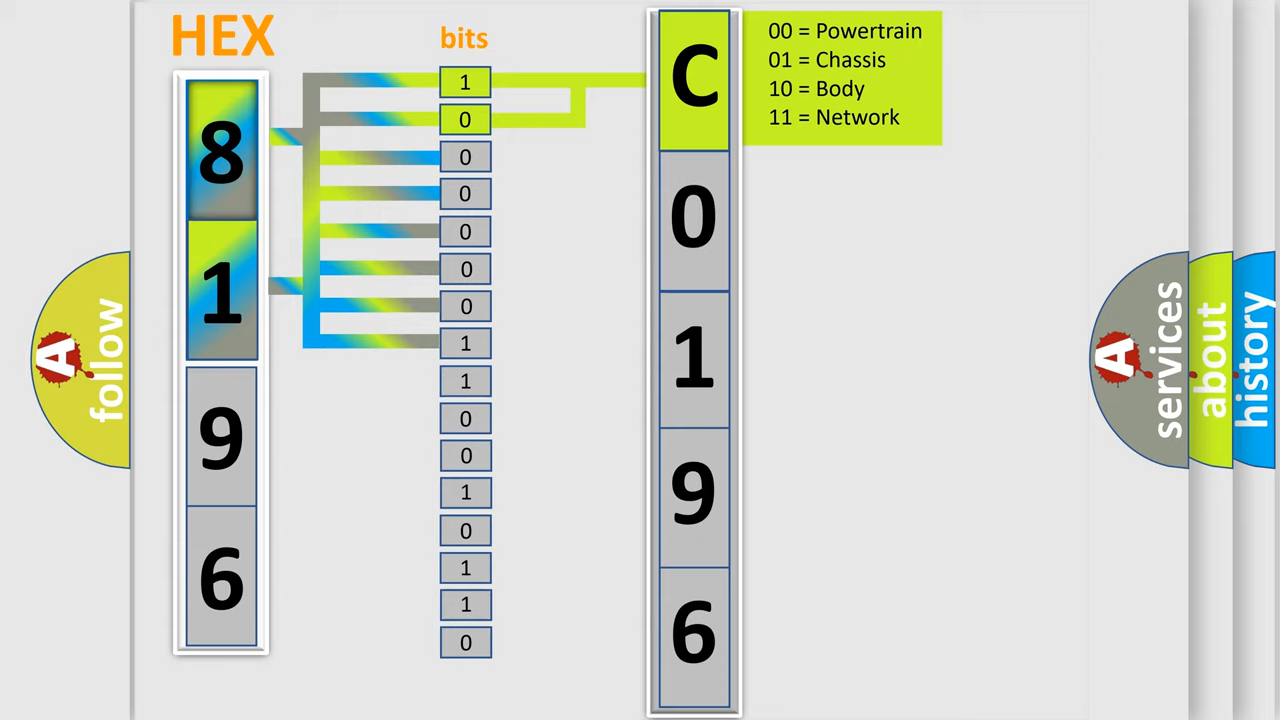 HEX
bits
8
1
9
6
1
0
0
0
0
0
0
1
1
0
0
1
0
1
1
0
C
0
1
9
6
00 = Powertrain
01 = Chassis
10 = Body
11 = Network
A
follow
A
services
about
history